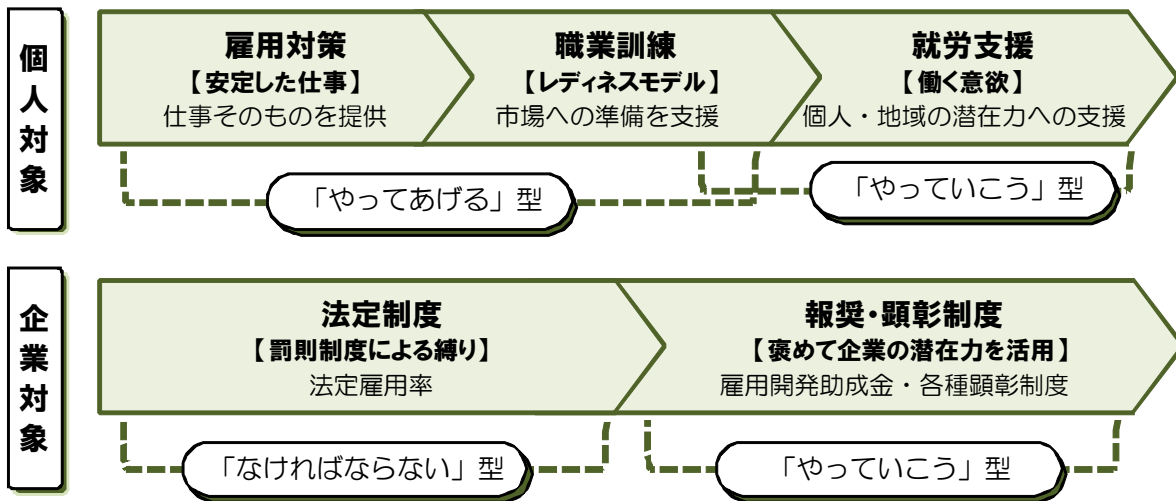 個人対象
雇用対策
【安定した仕事】
仕事そのものを提供
職業訓練
【レディネスモデル】
市場への準備を支援
就労支援
【働く意欲】
個人・地域の潜在力への支援
「やってあげる」型
「やっていこう」型
企業対象
法定制度
【罰則制度による縛り】
法定雇用率
報奨・顕彰制度
【褒めて企業の潜在力を活用】
雇用開発助成金・各種顕彰制度
「なければならない」型
「やっていこう」型